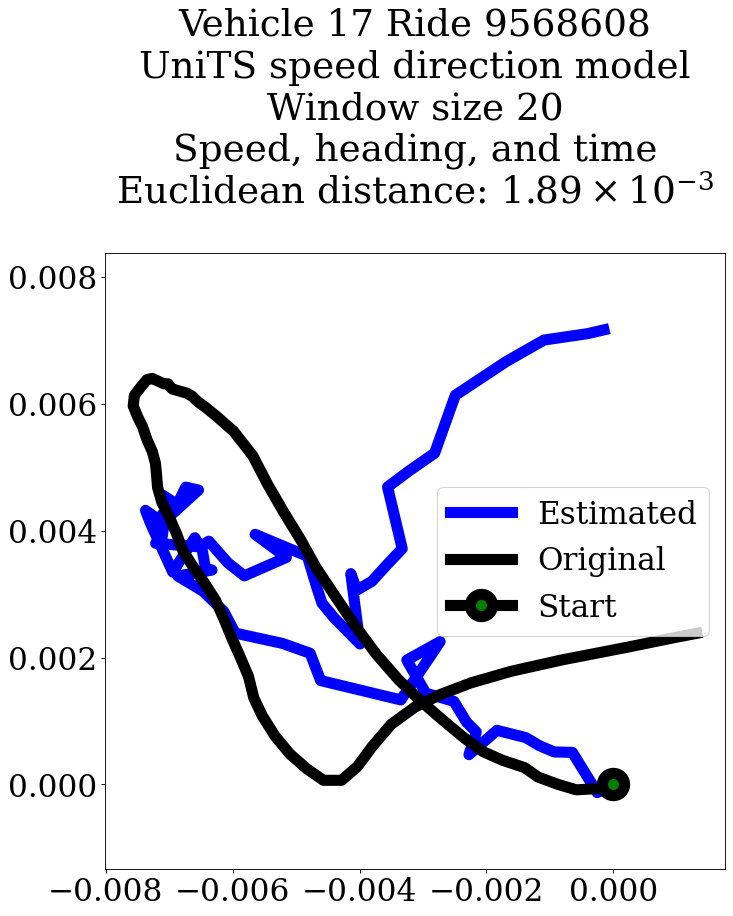 Vehicle 17 Ride 9568608
UniTS speed direction model
Window size 20
Speed, heading, and time
Euclidean distance: 1.89 × 10⁻³
0.008
0.006
0.004
0.002
0.000
Estimated
Original
Start
−0.008 −0.006 −0.004 −0.002 0.000